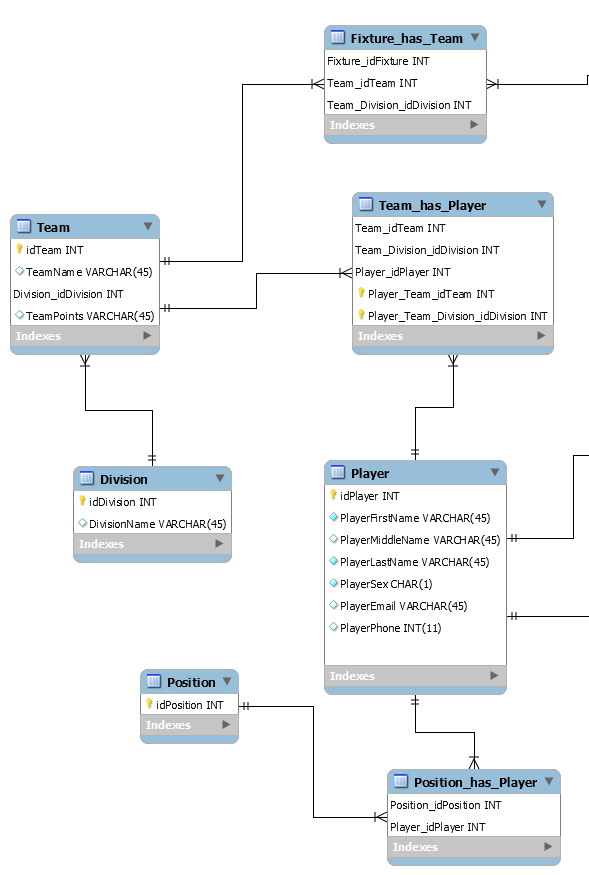 Fixture_has_Team
Fixture_idFixture INT
Team_idTeam INT
Team_Division_idDivision INT
Indexes
Team_has_Player
Team_idTeam INT
Team_Division_idDivision INT
Player_idPlayer INT
Player_Team_idTeam INT
Player_Team_Division_idDivision INT
Indexes
Team
idTeam INT
TeamName VARCHAR(45)
Division_idDivision INT
TeamPoints VARCHAR(45)
Indexes
Division
idDivision INT
DivisionName VARCHAR(45)
Indexes
Player
idPlayer INT
PlayerFirstName VARCHAR(45)
PlayerMiddleName VARCHAR(45)
PlayerLastName VARCHAR(45)
PlayerSex CHAR(1)
PlayerEmail VARCHAR(45)
PlayerPhone INT(11)
Indexes
Position
idPosition INT
Indexes
Position_has_Player
Position_idPosition INT
Player_idPlayer INT
Indexes